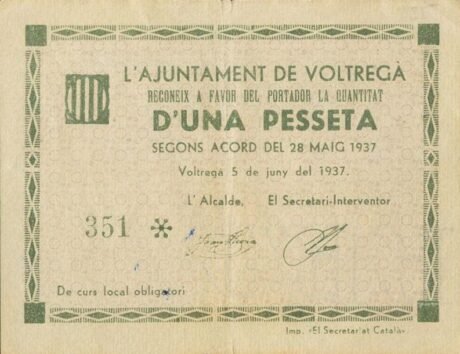 L'AJUNTAMENT DE VOLTREGÀ
RECONEIX A FAVOR DEL PORTADOR LA QUANTITAT
D'UNA PESSETA
SEGONS ACORD DEL 28 MAIG 1937
Voltregà 5 de juny del 1937.
L'Alcalde, El Secretari-Interventor
351 *
De curs local obligatori
Imp. «El Secretariat Català»